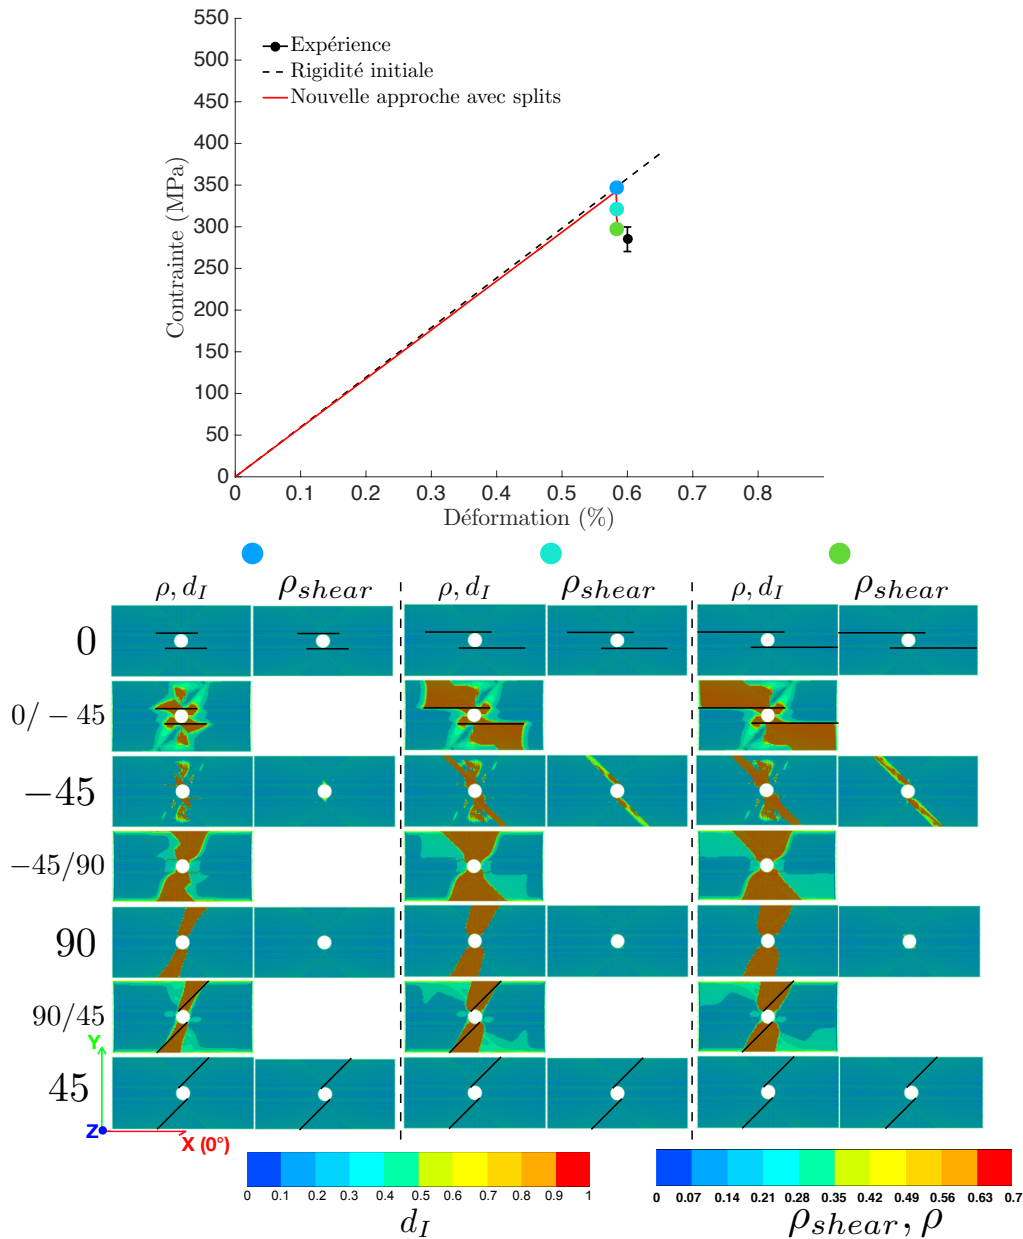 550
500
450
400
350
300
250
200
150
100
50
0
Contrainte (MPa)
Expérience
Rigidité initiale
Nouvelle approche avec splits
0 0.1 0.2 0.3 0.4 0.5 0.6 0.7 0.8
Déformation (%)
ρ, d_I ρ_shear ρ, d_I ρ_shear ρ, d_I ρ_shear
0
0/−45
−45
−45/90
90
90/45
45
Y
Z
X (0°)
0 0.1 0.2 0.3 0.4 0.5 0.6 0.7 0.8 0.9 1
d_I
0 0.07 0.14 0.21 0.28 0.35 0.42 0.49 0.56 0.63 0.7
ρ_shear, ρ